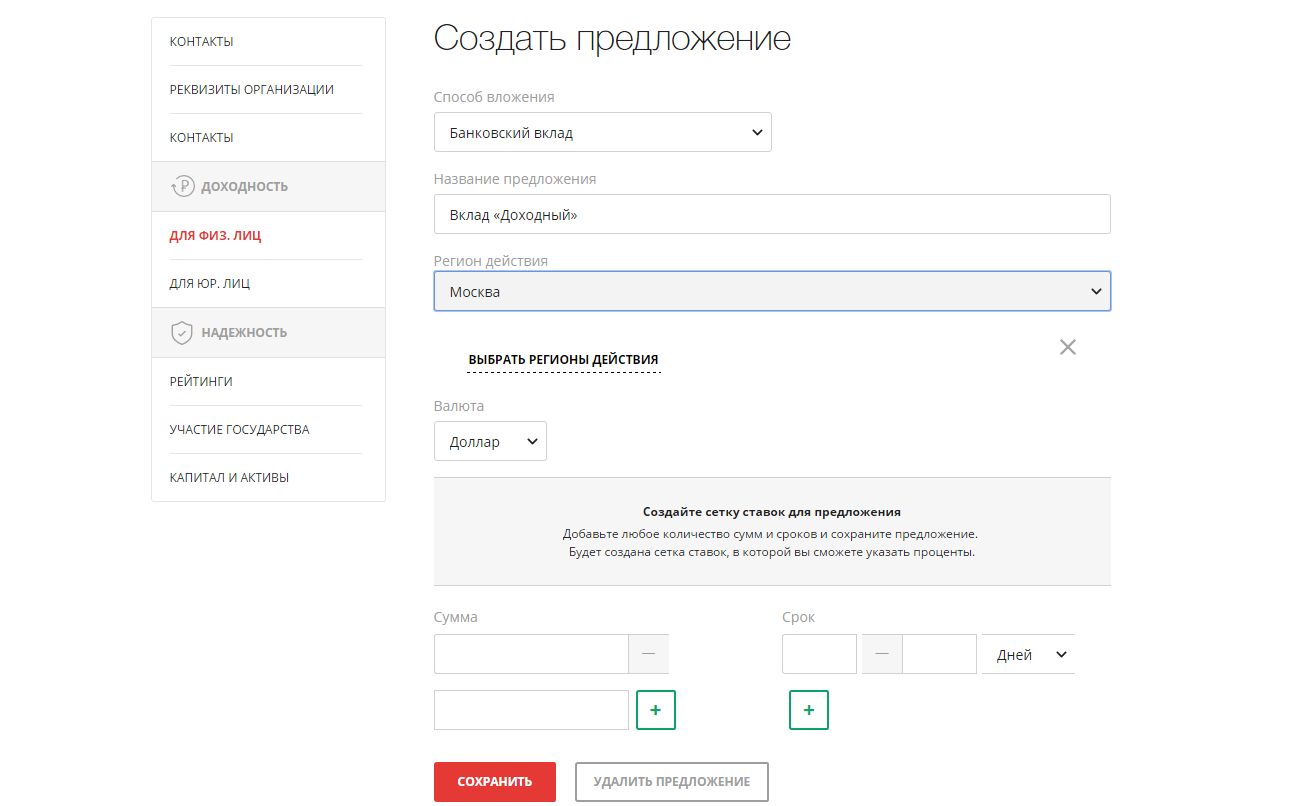 КОНТАКТЫ
РЕКВИЗИТЫ ОРГАНИЗАЦИИ
КОНТАКТЫ
ДОХОДНОСТЬ
ДЛЯ ФИЗ. ЛИЦ
ДЛЯ ЮР. ЛИЦ
НАДЕЖНОСТЬ
РЕЙТИНГИ
УЧАСТИЕ ГОСУДАРСТВА
КАПИТАЛ И АКТИВЫ
Создать предложение
Способ вложения
Банковский вклад
Название предложения
Вклад «Доходный»
Регион действия
Москва
ВЫБРАТЬ РЕГИОНЫ ДЕЙСТВИЯ
Валюта
Доллар
Создайте сетку ставок для предложения
Добавьте любое количество сумм и сроков и сохраните предложение.
Будет создана сетка ставок, в которой вы сможете указать проценты.
Сумма
Срок
— —
Дней
+ +
СОХРАНИТЬ
УДАЛИТЬ ПРЕДЛОЖЕНИЕ